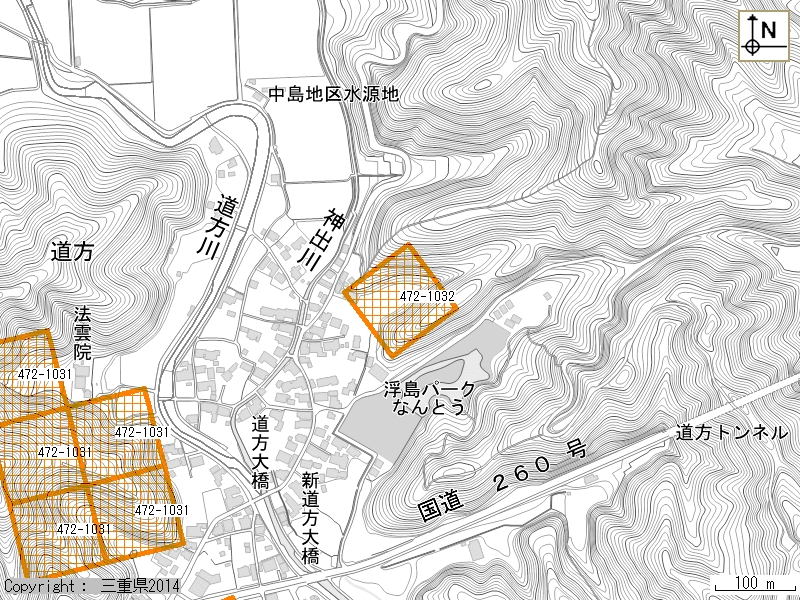 N
中島地区水源地
道方川
神出川
道方
472-1032
法雲院
472-1031
浮島パーク
なんとう
472-1031
道方大橋
道方トンネル
472-1031
国道 260号
新道方大橋
472-1031
472-1031
100 m
Copyright : 三重県2014